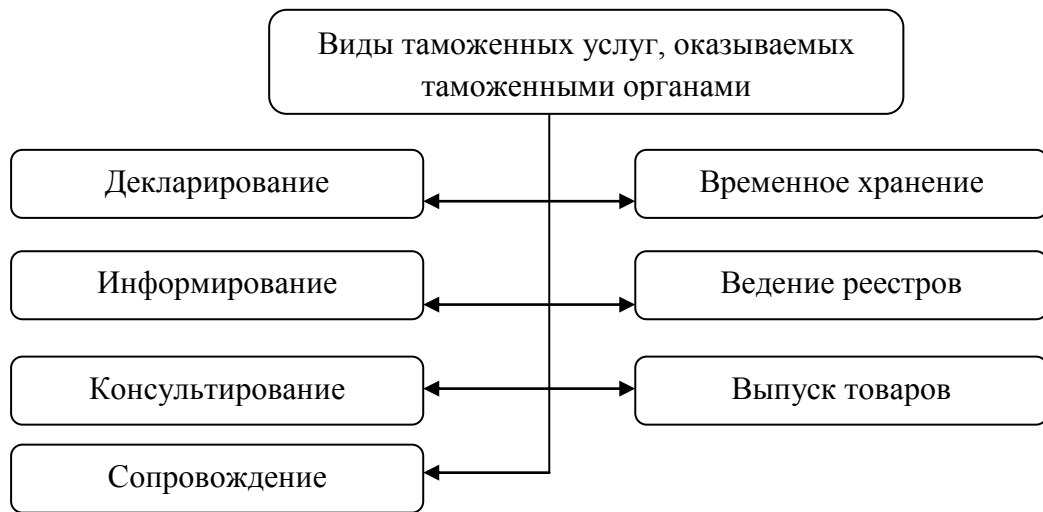 Виды таможенных услуг, оказываемых
таможенными органами
Декларирование
Временное хранение
Информирование
Ведение реестров
Консультирование
Выпуск товаров
Сопровождение